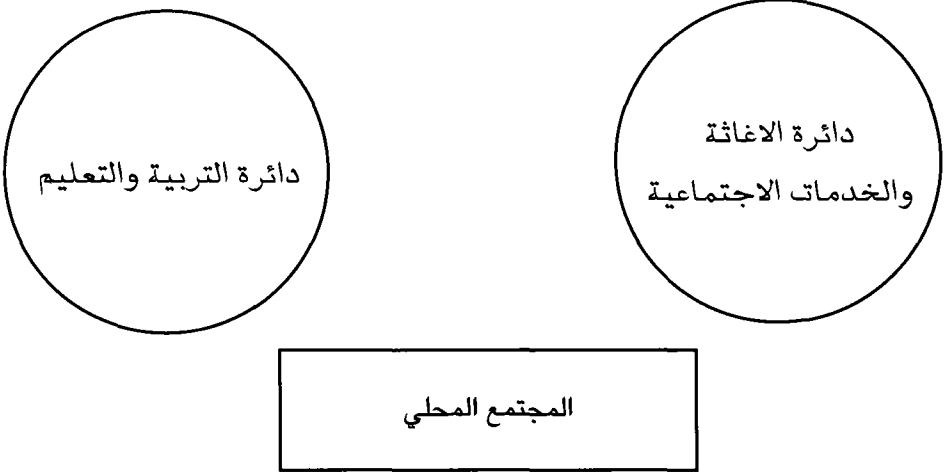 دائرة الاغاثة
والخدمات الاجتماعية
دائرة التربية والتعليم
المجتمع المحلي